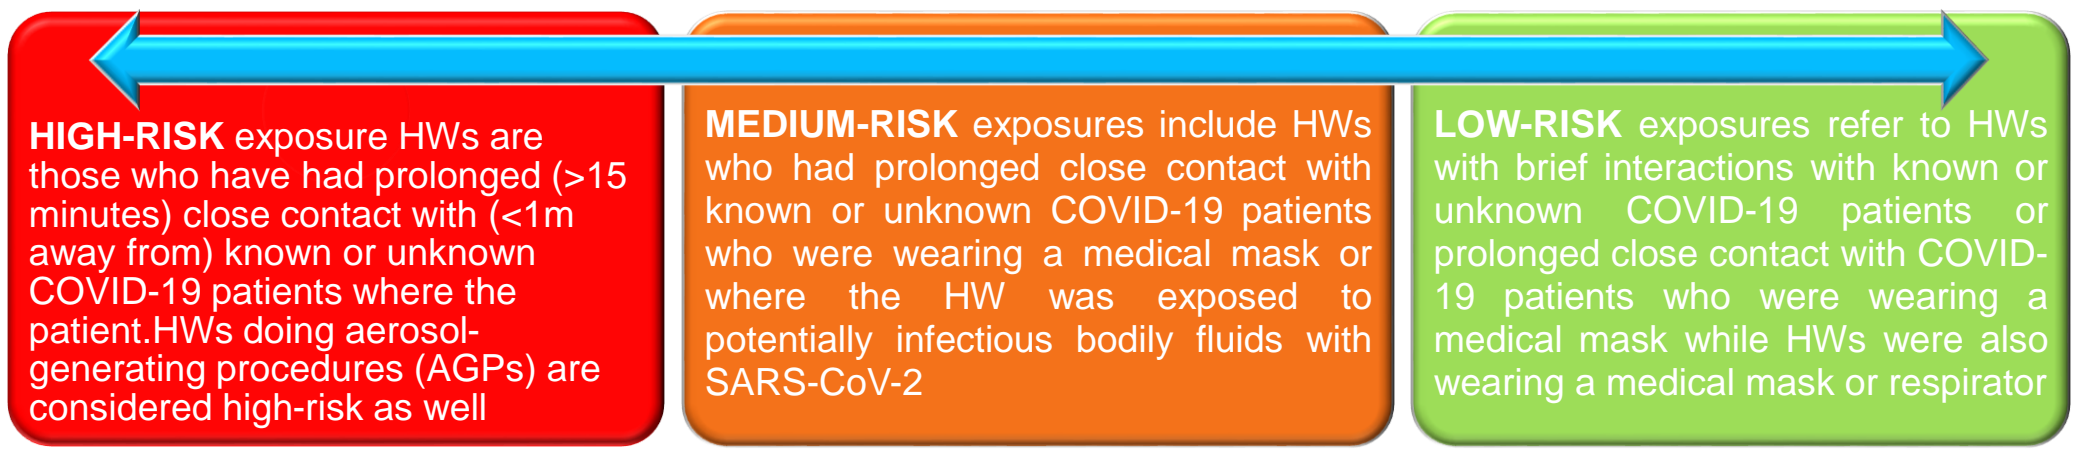 HIGH-RISK exposure HWs are
those who have had prolonged (>15
minutes) close contact with (<1m
away from) known or unknown
COVID-19 patients where the
patient.HWs doing aerosol-
generating procedures (AGPs) are
considered high-risk as well
MEDIUM-RISK exposures include HWs
who had prolonged close contact with
known or unknown COVID-19 patients
who were wearing a medical mask or
where the HW was exposed to
potentially infectious bodily fluids with
SARS-CoV-2
LOW-RISK exposures refer to HWs
with brief interactions with known or
unknown COVID-19 patients or
prolonged close contact with COVID-
19 patients who were wearing a
medical mask while HWs were also
wearing a medical mask or respirator